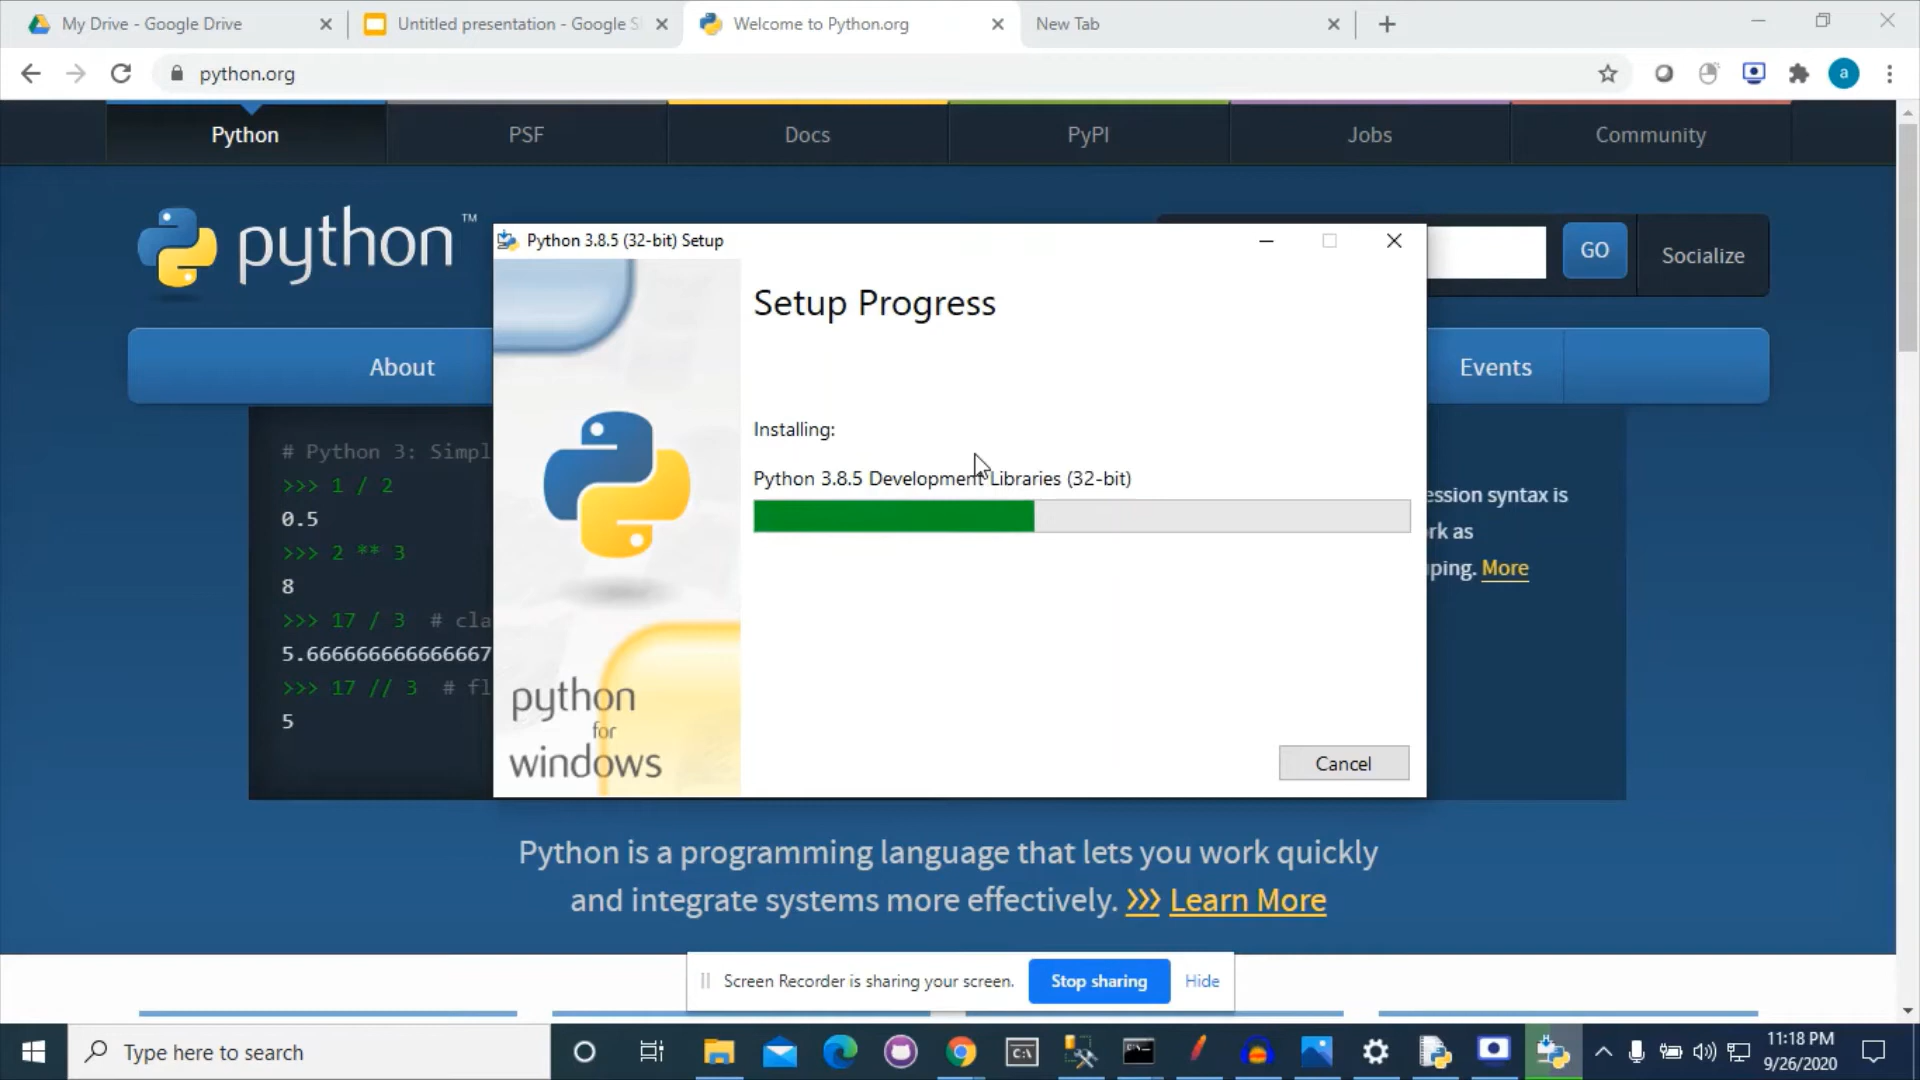 My Drive - Google Drive
Untitled presentation - Google S
Welcome to Python.org
New Tab
python.org
a
Python
PSF
Docs
PyPI
Jobs
Community
python™
GO
Socialize
About
Events
# Python 3: Simpl
>>> 1 / 2
0.5
>>> 2 ** 3
8
>>> 17 / 3 # cla
5.666666666666667
>>> 17 // 3 # fl
5
ession syntax is
rk as
ping. More
Python 3.8.5 (32-bit) Setup
Setup Progress
Installing:
Python 3.8.5 Development Libraries (32-bit)
python
for
windows
Cancel
Python is a programming language that lets you work quickly
and integrate systems more effectively. >>> Learn More
Screen Recorder is sharing your screen.
Stop sharing
Hide
Type here to search
C:\
11:18 PM
9/26/2020